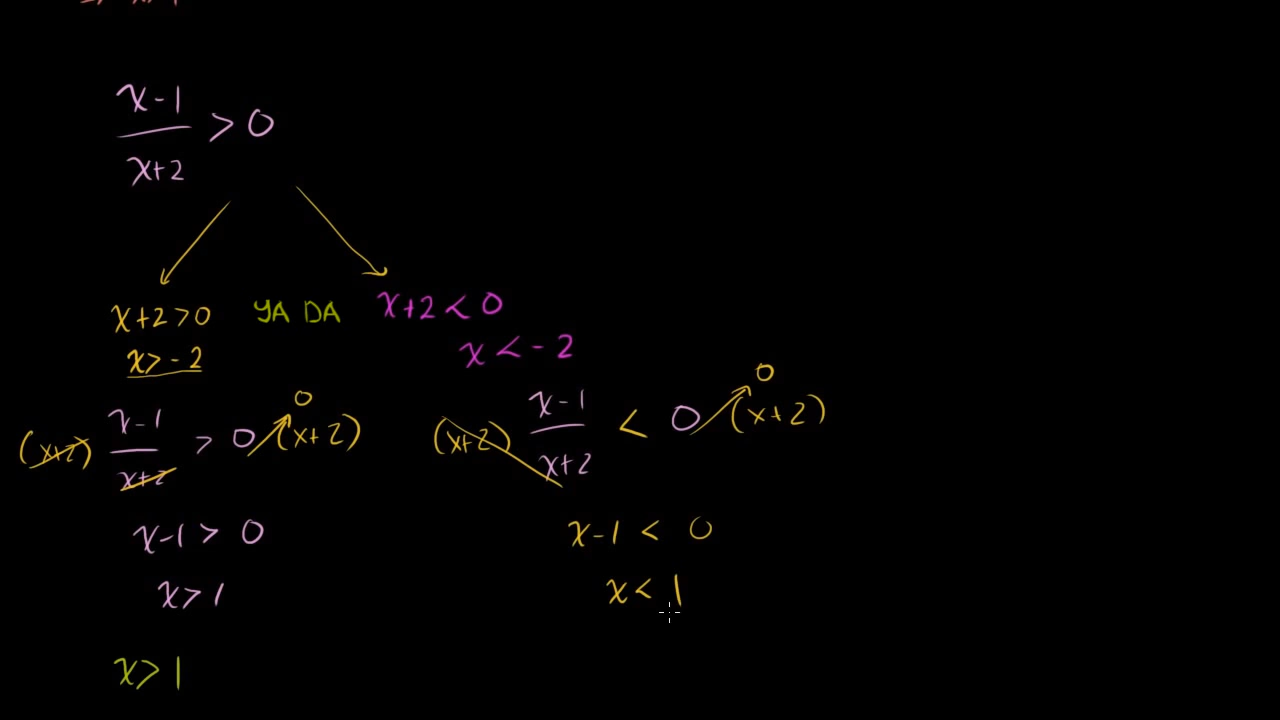 x-1
x+2
> 0
x+2>0 YA DA x+2 < 0
x>-2
x < -2
(x+2) x-1 / x+2 > 0 (x+2) 0
(x+2) x-1 / x+2 < 0 (x+2) 0
x-1 > 0
x-1 < 0
x>1
x< 1
x>1